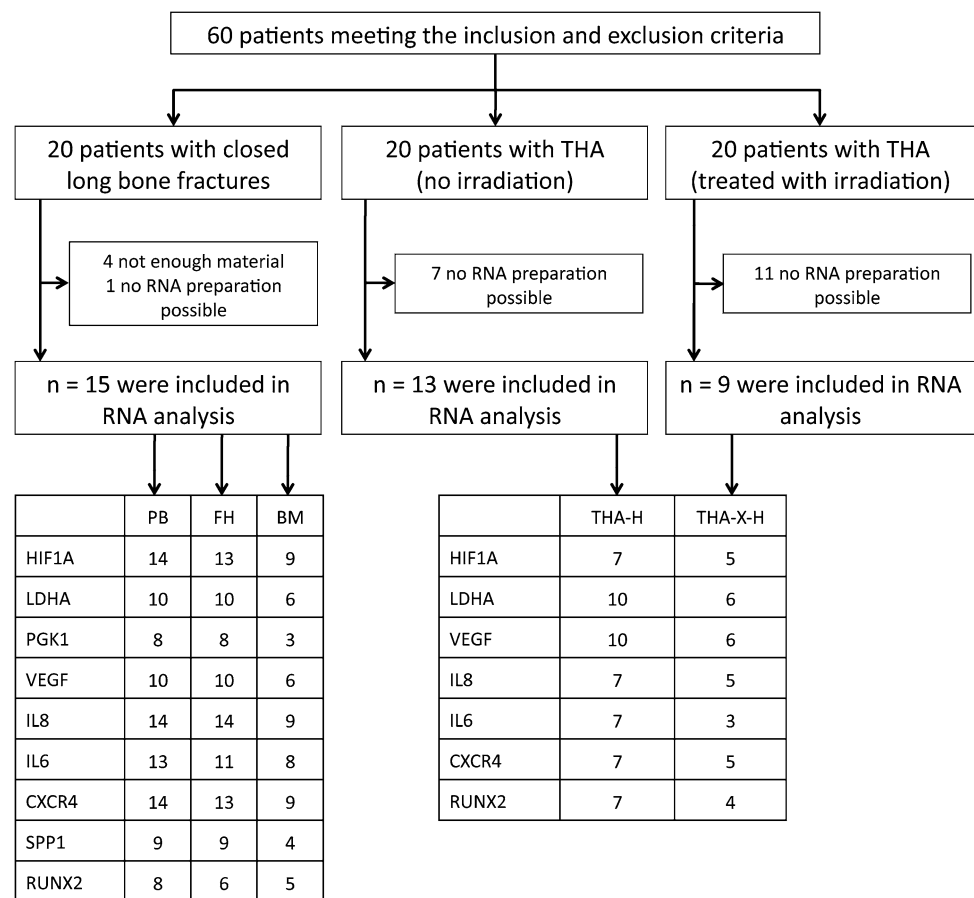 60 patients meeting the inclusion and exclusion criteria
20 patients with closed
long bone fractures
20 patients with THA
(no irradiation)
20 patients with THA
(treated with irradiation)
4 not enough material
1 no RNA preparation
possible
7 no RNA preparation
possible
11 no RNA preparation
possible
n = 15 were included in
RNA analysis
n = 13 were included in
RNA analysis
n = 9 were included in RNA
analysis
PB FH BM
HIF1A 14 13 9
LDHA 10 10 6
PGK1 8 8 3
VEGF 10 10 6
IL8 14 14 9
IL6 13 11 8
CXCR4 14 13 9
SPP1 9 9 4
RUNX2 8 6 5
THA-H THA-X-H
HIF1A 7 5
LDHA 10 6
VEGF 10 6
IL8 7 5
IL6 7 3
CXCR4 7 5
RUNX2 7 4